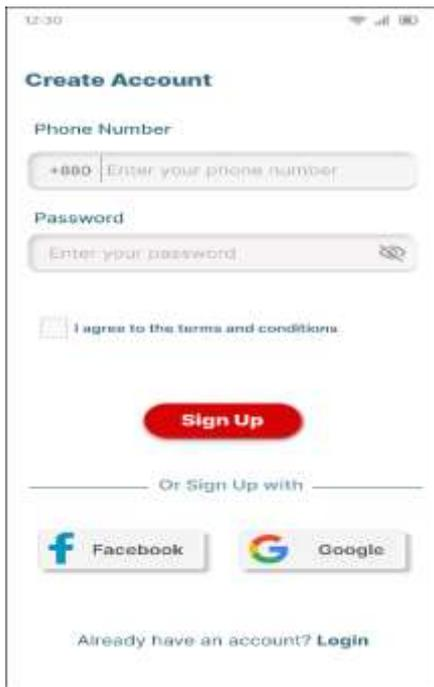 12:30
Create Account
Phone Number
+880 Enter your phone number
Password
Enter your password
I agree to the terms and conditions
Sign Up
Or Sign Up with
Facebook Google
Already have an account? Login